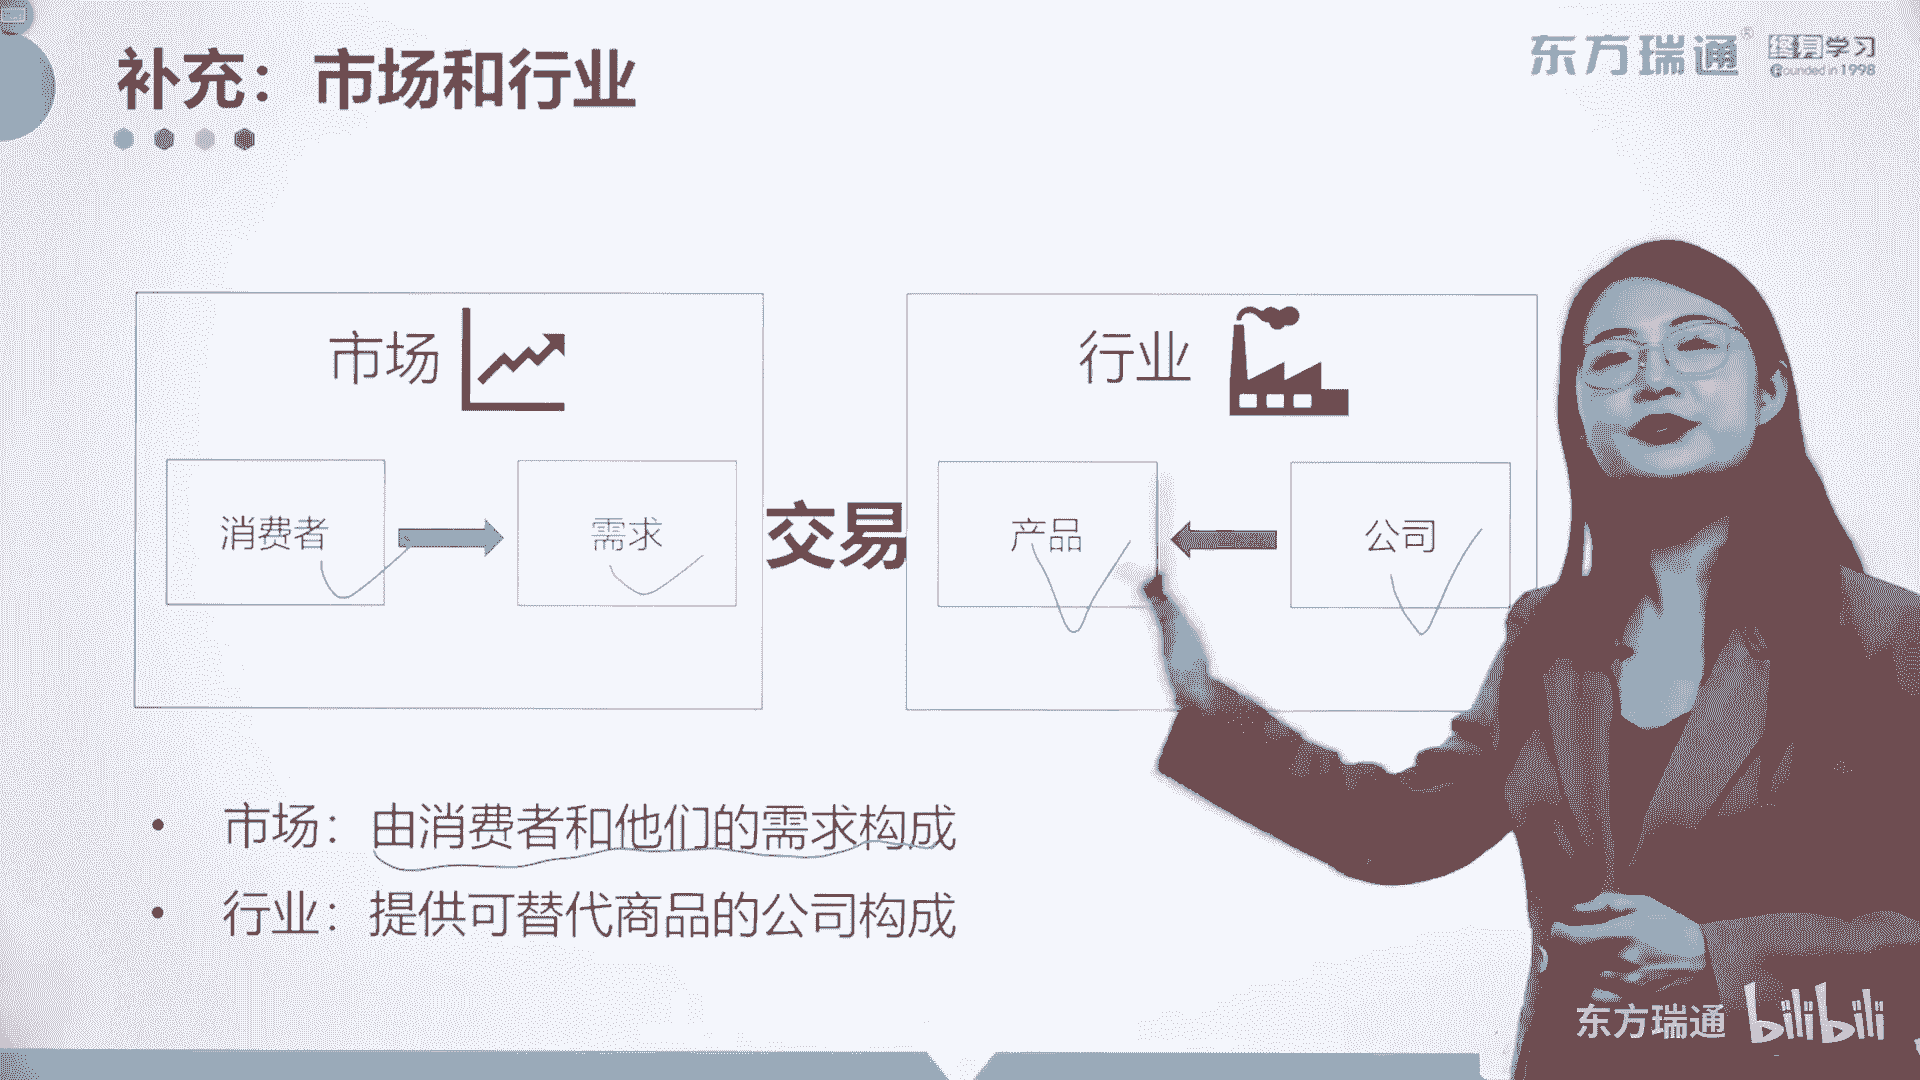 补充：市场和行业
东方瑞通®
终身学习
Founded in 1998
市场
行业
消费者
需求
交易
产品
公司
• 市场：由消费者和他们的需求构成
• 行业：提供可替代商品的公司构成
东方瑞通 bilibili